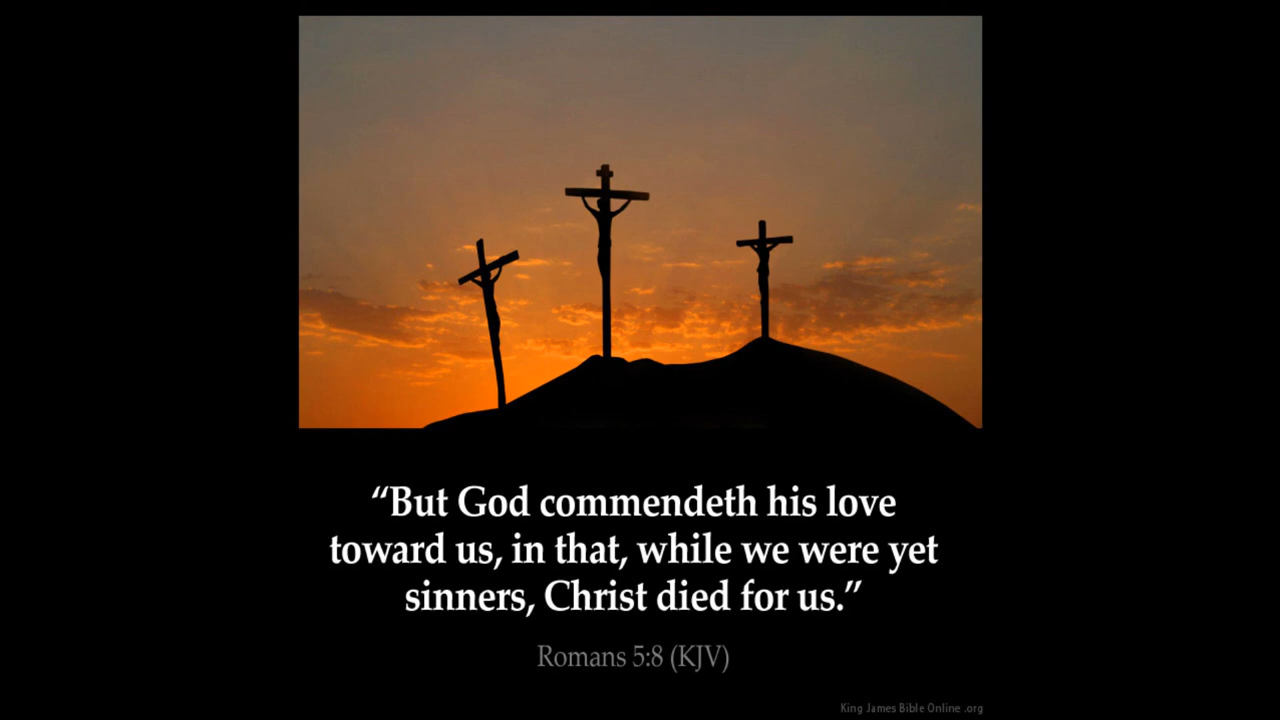 “But God commendeth his love
toward us, in that, while we were yet
sinners, Christ died for us.”
Romans 5:8 (KJV)
King James Bible Online .org